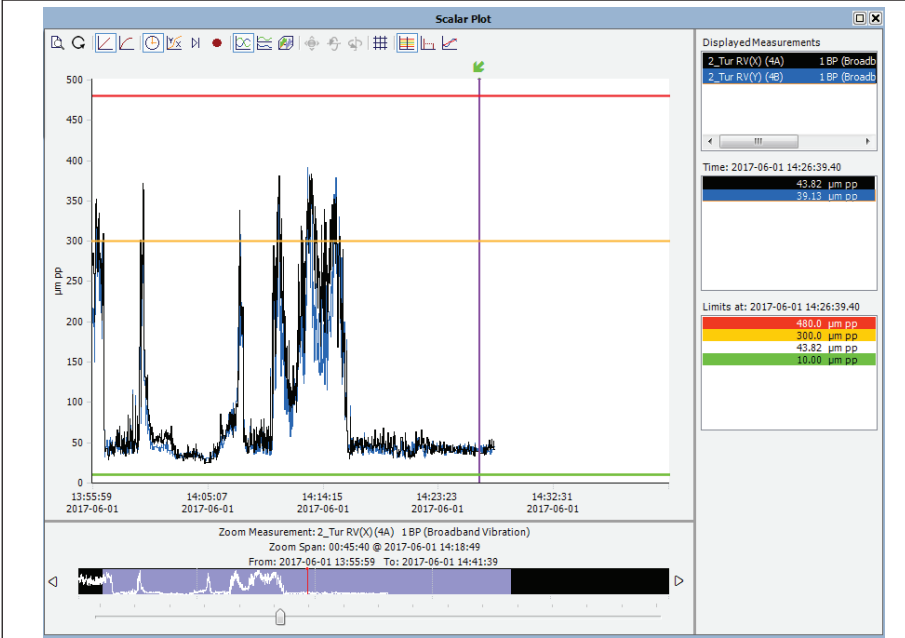 Scalar Plot
Displayed Measurements
2_Tur RV(X) (4A) 1 BP (Broadb
2_Tur RV(Y) (4B) 1 BP (Broadb
Time: 2017-06-01 14:26:39.40
43.82 µm pp
39.13 µm pp
Limits at: 2017-06-01 14:26:39.40
480.0 µm pp
300.0 µm pp
43.82 µm pp
10.00 µm pp
500
450
400
350
300
250
200
150
100
50
0
µm pp
13:55:59 14:05:07 14:14:15 14:23:23 14:32:31
2017-06-01 2017-06-01 2017-06-01 2017-06-01 2017-06-01
Zoom Measurement: 2_Tur RV(X) (4A) 1 BP (Broadband Vibration)
Zoom Span: 00:45:40 @ 2017-06-01 14:18:49
From: 2017-06-01 13:55:59 To: 2017-06-01 14:41:39